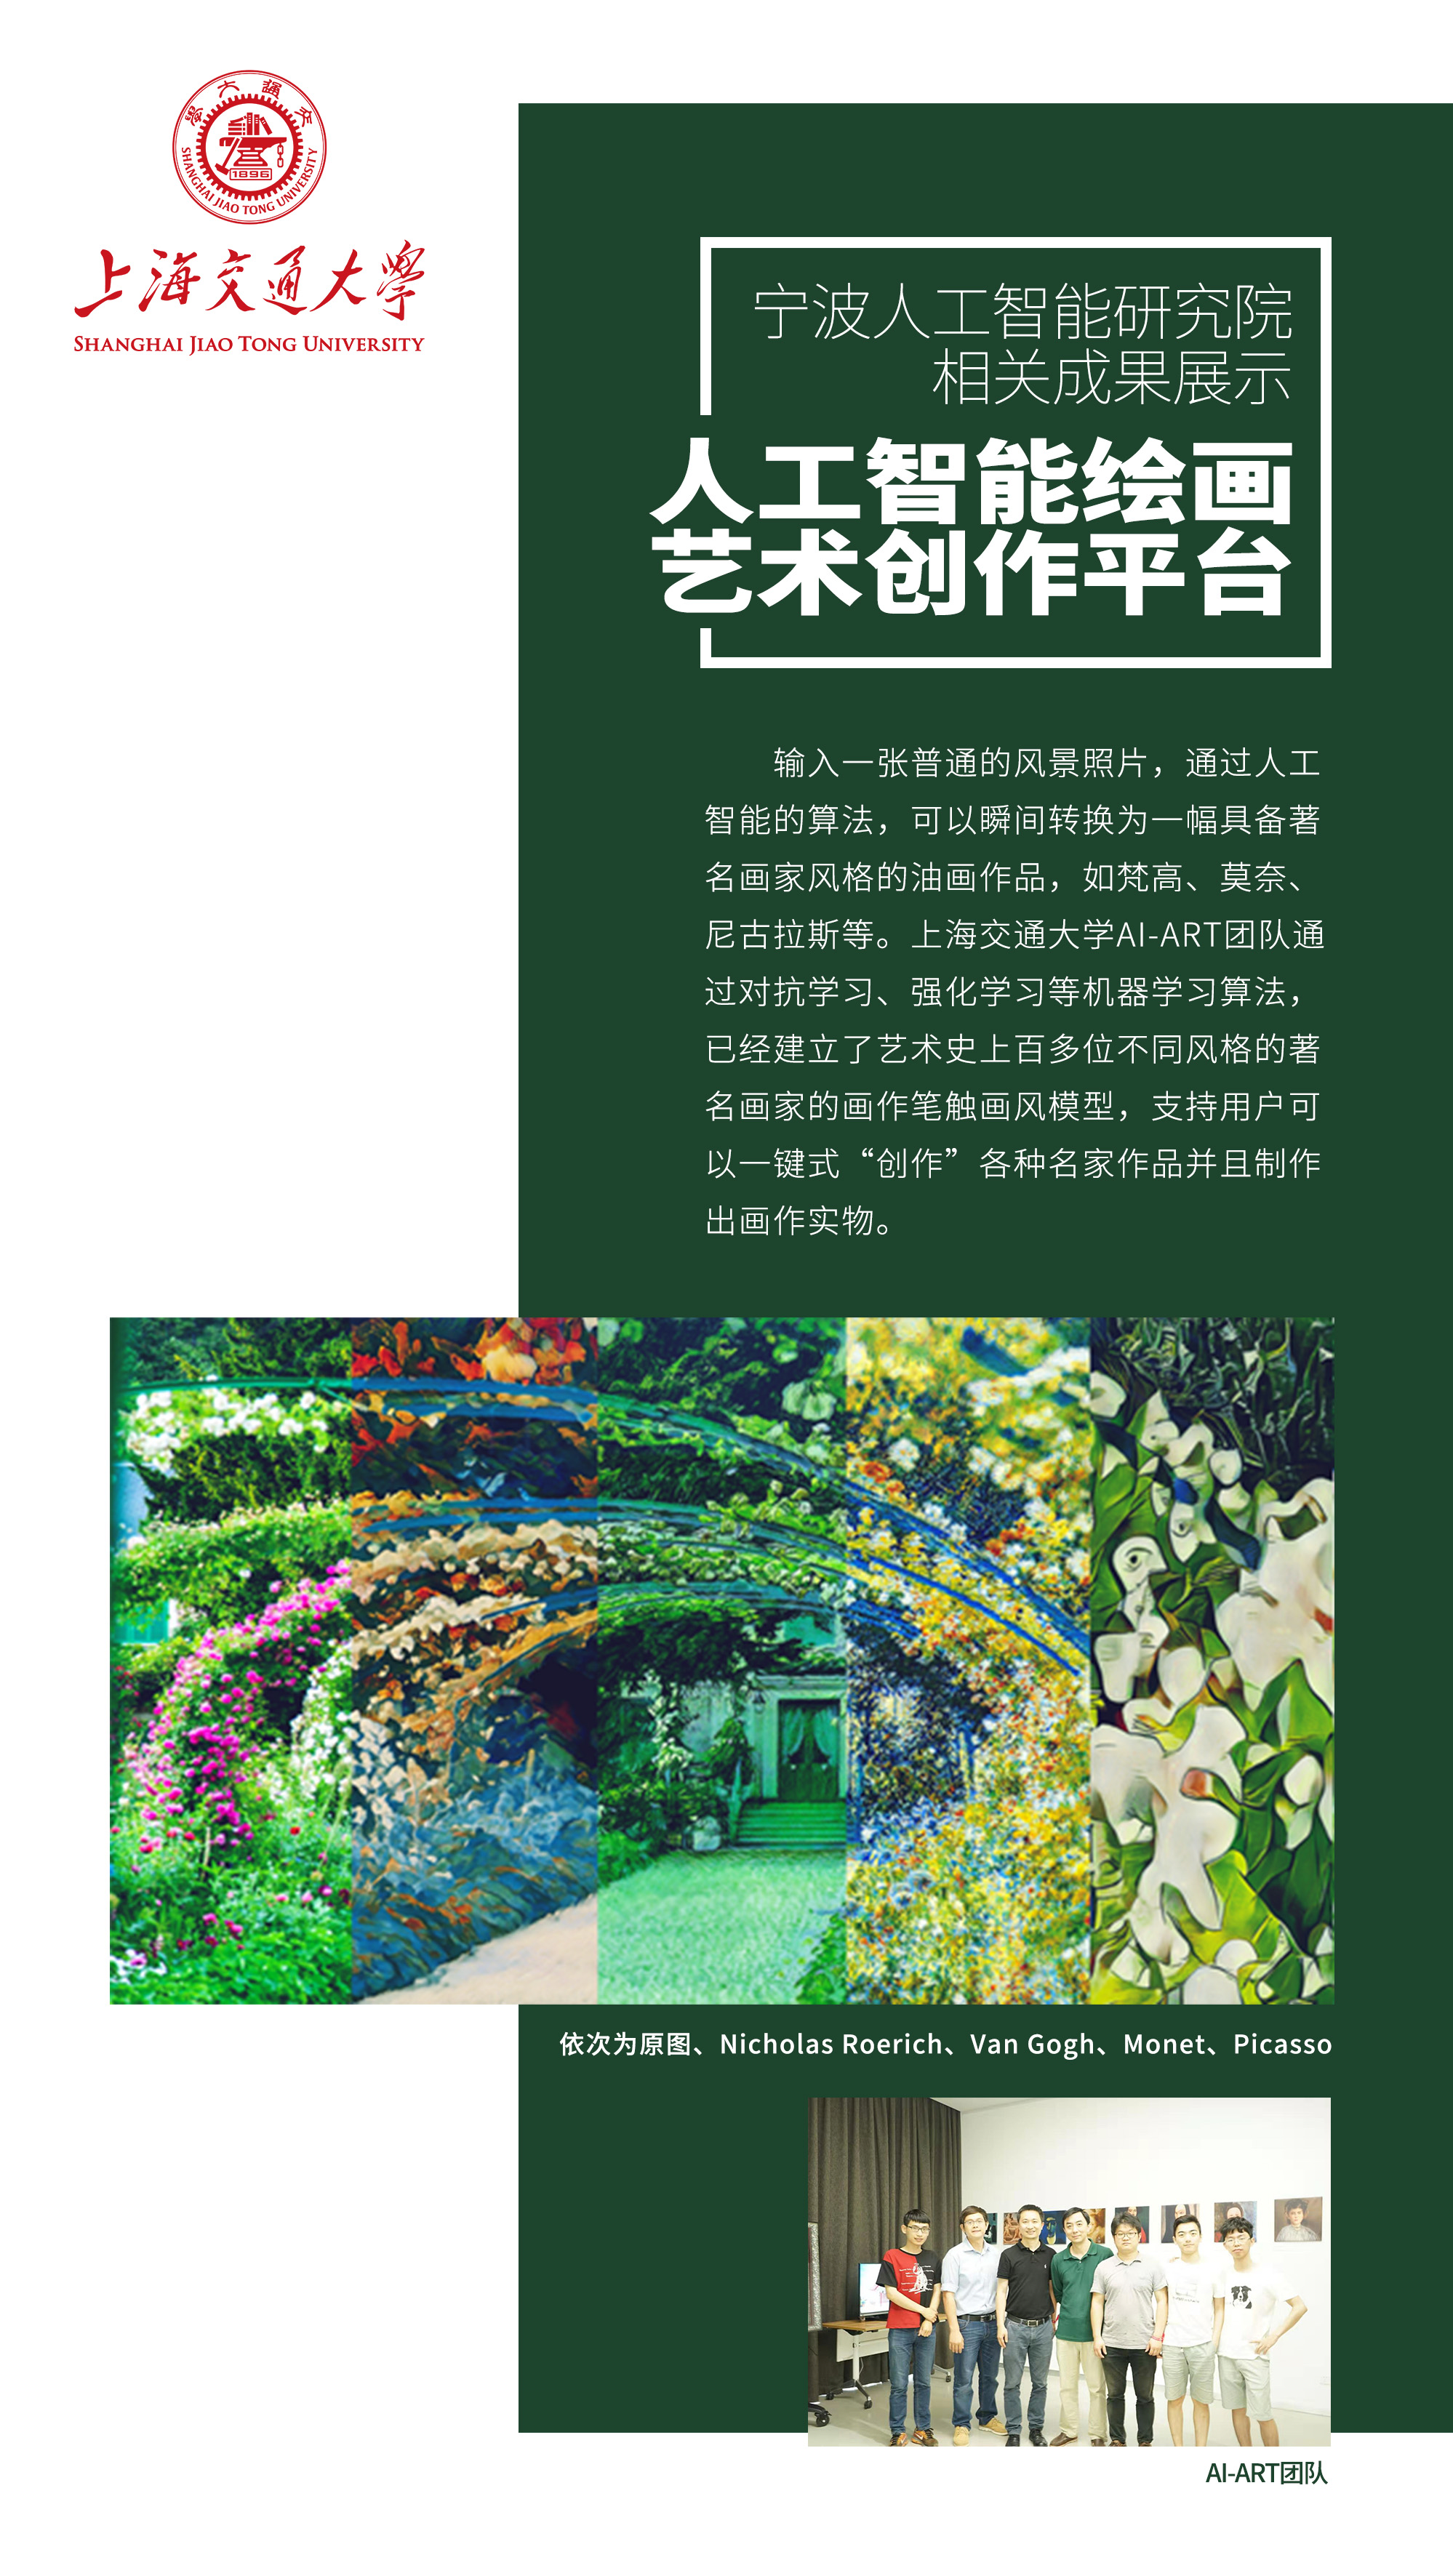 交通大學
SHANGHAI JIAO TONG UNIVERSITY
1896
上海交通大學
SHANGHAI JIAO TONG UNIVERSITY
宁波人工智能研究院
相关成果展示
人工智能绘画
艺术创作平台
输入一张普通的风景照片，通过人工
智能的算法，可以瞬间转换为一幅具备著
名画家风格的油画作品，如梵高、莫奈、
尼古拉斯等。上海交通大学AI-ART团队通
过对抗学习、强化学习等机器学习算法，
已经建立了艺术史上百多位不同风格的著
名画家的画作笔触画风模型，支持用户可
以一键式“创作”各种名家作品并且制作
出画作实物。
依次为原图、Nicholas Roerich、Van Gogh、Monet、Picasso
AI-ART团队